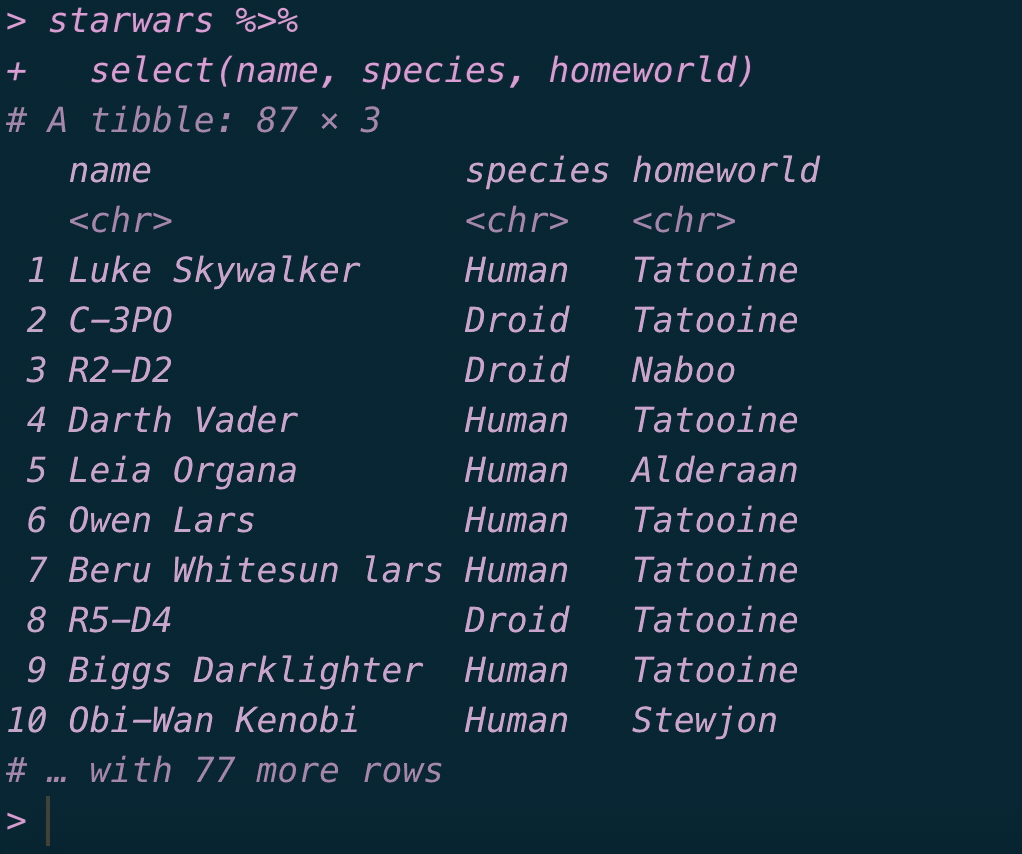 > starwars %>%
+   select(name, species, homeworld)
# A tibble: 87 × 3
   name               species homeworld
   <chr>              <chr>   <chr>
 1 Luke Skywalker     Human   Tatooine
 2 C-3PO              Droid   Tatooine
 3 R2-D2              Droid   Naboo
 4 Darth Vader        Human   Tatooine
 5 Leia Organa        Human   Alderaan
 6 Owen Lars          Human   Tatooine
 7 Beru Whitesun lars Human   Tatooine
 8 R5-D4              Droid   Tatooine
 9 Biggs Darklighter  Human   Tatooine
10 Obi-Wan Kenobi     Human   Stewjon
# … with 77 more rows
>